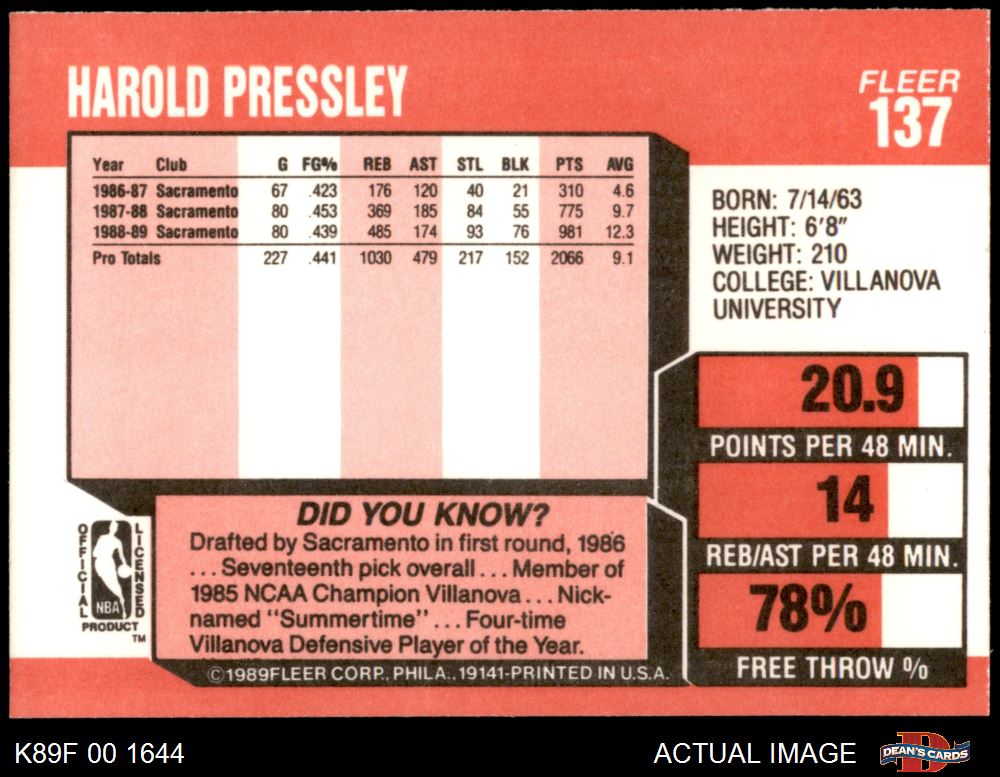 HAROLD PRESSLEY
FLEER
137
Year Club G FG% REB AST STL BLK PTS AVG
1986-87 Sacramento 67 .423 176 120 40 21 310 4.6
1987-88 Sacramento 80 .453 369 185 84 55 775 9.7
1988-89 Sacramento 80 .439 485 174 93 76 981 12.3
Pro Totals 227 .441 1030 479 217 152 2066 9.1
BORN: 7/14/63
HEIGHT: 6'8"
WEIGHT: 210
COLLEGE: VILLANOVA
UNIVERSITY
20.9
POINTS PER 48 MIN.
14
REB/AST PER 48 MIN.
78%
FREE THROW %
DID YOU KNOW?
Drafted by Sacramento in first round, 1986
...Seventeenth pick overall...Member of
1985 NCAA Champion Villanova...Nick-
named "Summertime"...Four-time
Villanova Defensive Player of the Year.
OFFICIAL
LICENSED
NBA
PRODUCT
TM
©1989FLEER CORP., PHILA., 19141-PRINTED IN U.S.A.
K89F 00 1644
ACTUAL IMAGE
DEAN'S CARDS